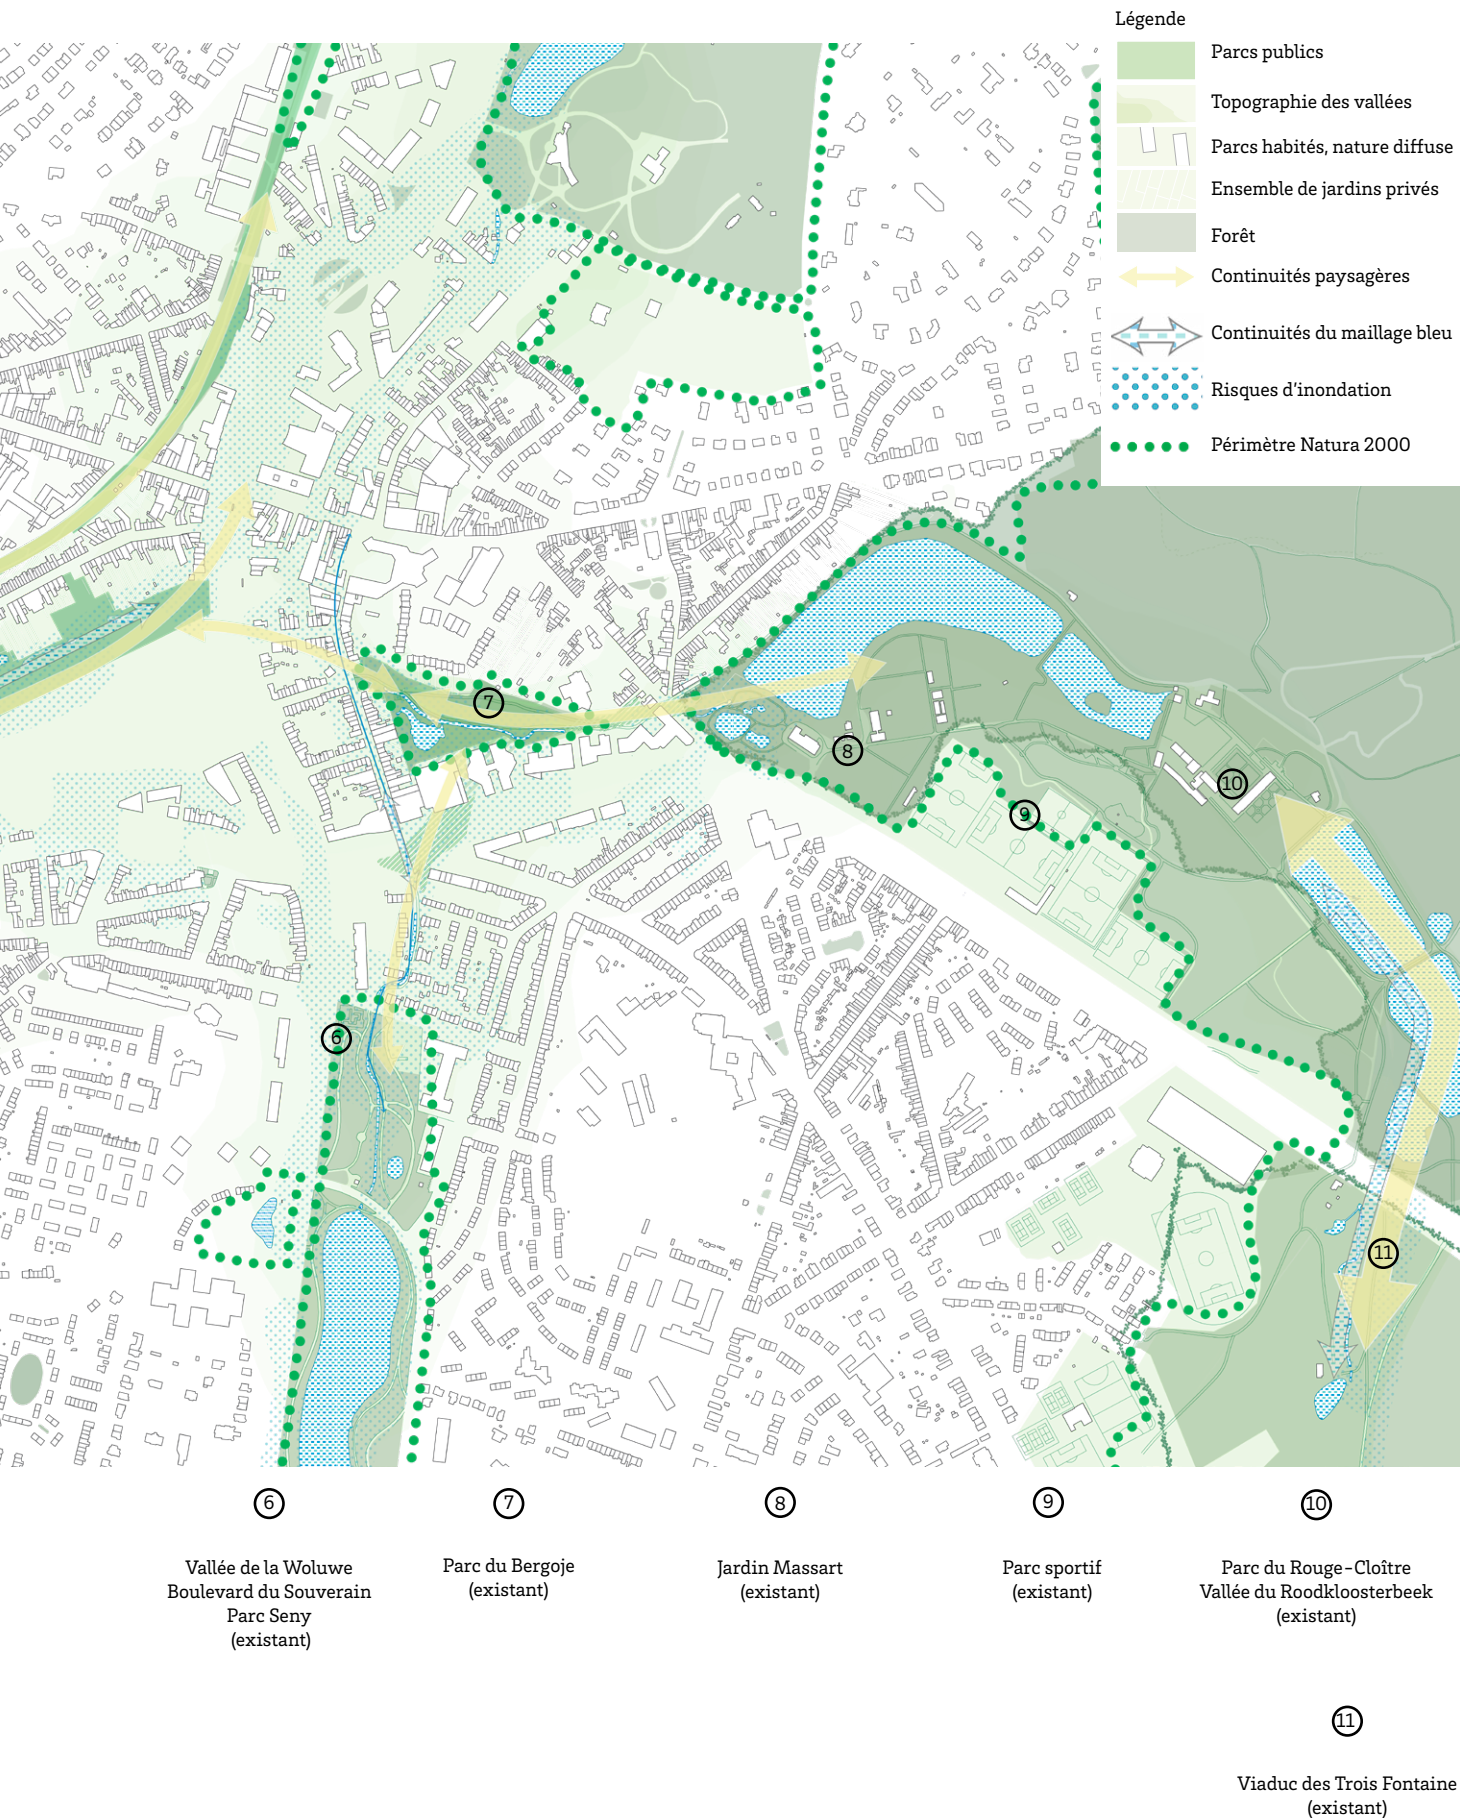 Légende
Parcs publics
Topographie des vallées
Parcs habités, nature diffuse
Ensemble de jardins privés
Forêt
Continuités paysagères
Continuités du maillage bleu
Risques d'inondation
Périmètre Natura 2000
7
8
10
9
6
11
6
Vallée de la Woluwe
Boulevard du Souverain
Parc Seny
(existant)
7
Parc du Bergoje
(existant)
8
Jardin Massart
(existant)
9
Parc sportif
(existant)
10
Parc du Rouge-Cloître
Vallée du Roodkloosterbeek
(existant)
11
Viaduc des Trois Fontaine
(existant)